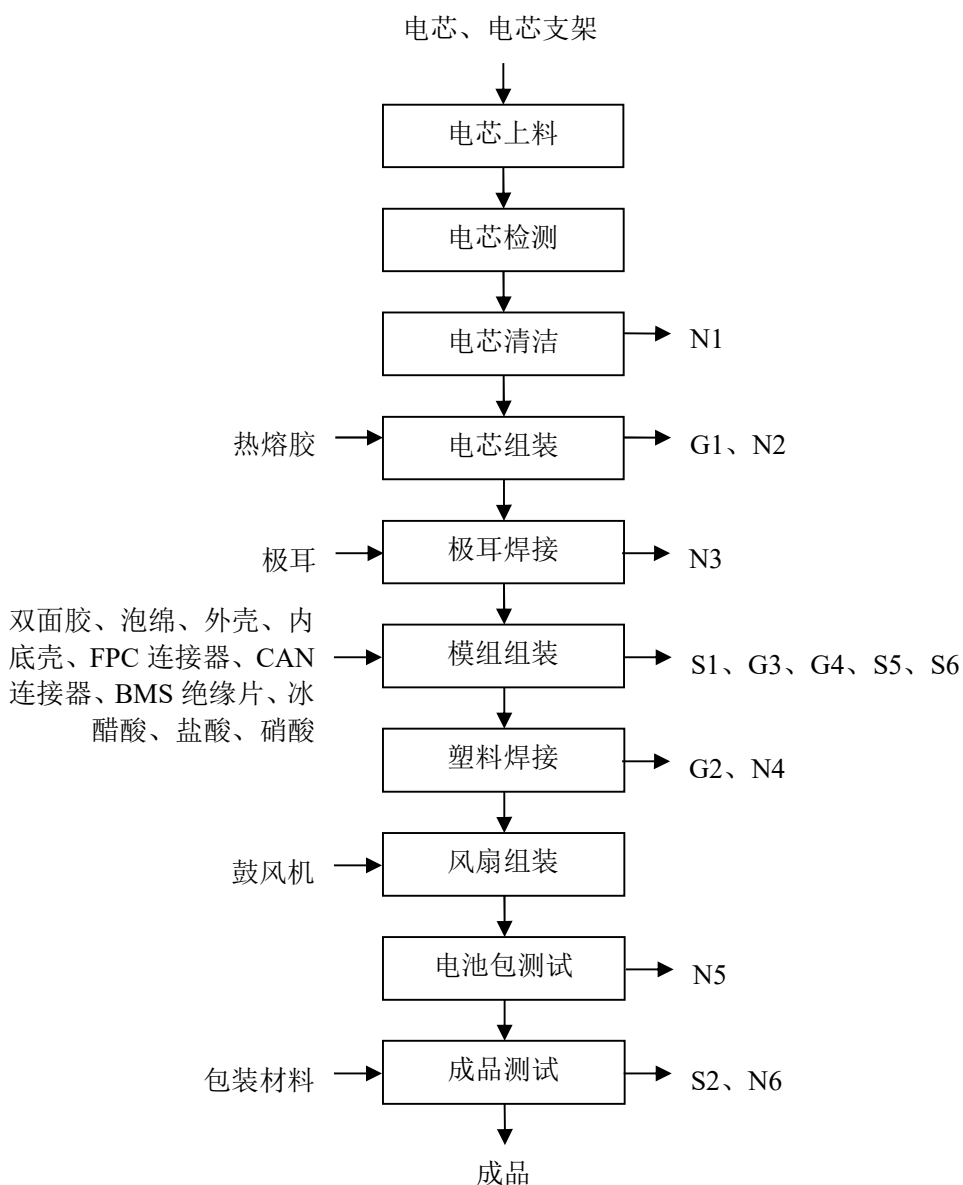 电芯、电芯支架
电芯上料
电芯检测
电芯清洁
N1
热熔胶
电芯组装
G1、N2
极耳
极耳焊接
N3
双面胶、泡绵、外壳、内
底壳、FPC 连接器、CAN
连接器、BMS 绝缘片、冰
醋酸、盐酸、硝酸
模组组装
S1、G3、G4、S5、S6
塑料焊接
G2、N4
鼓风机
风扇组装
电池包测试
N5
包装材料
成品测试
S2、N6
成品